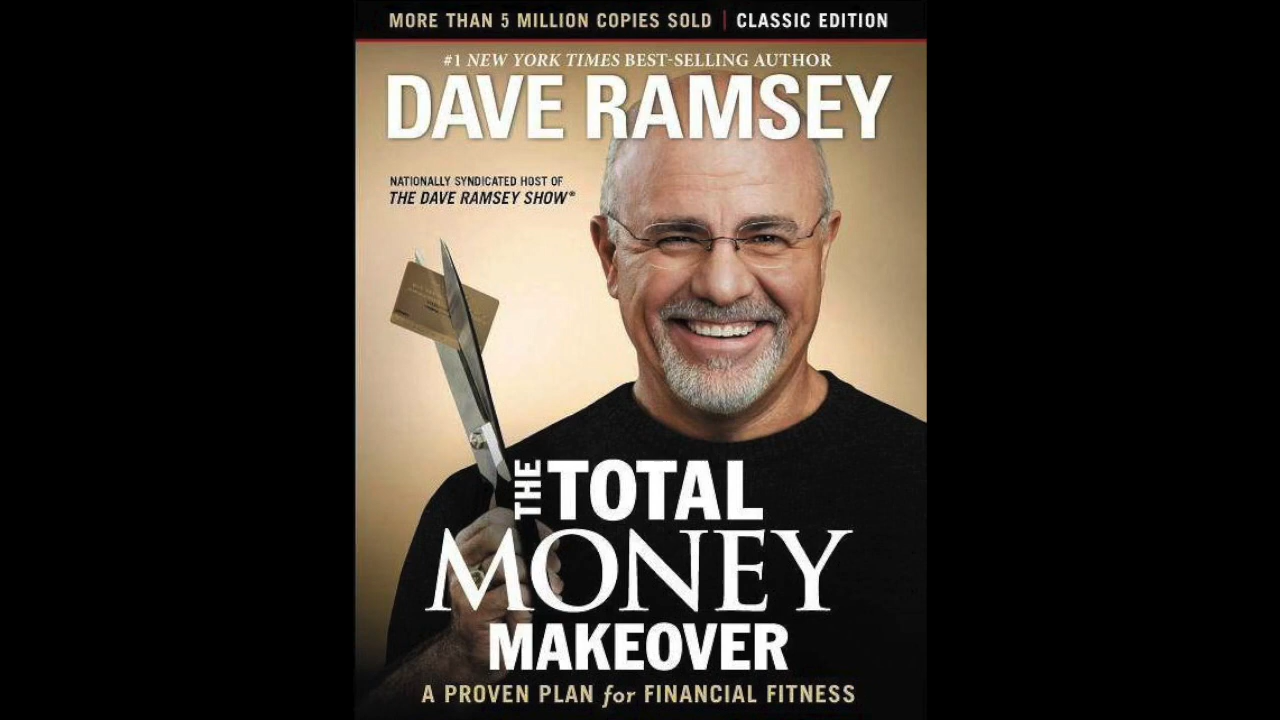 MORE THAN 5 MILLION COPIES SOLD | CLASSIC EDITION
#1 NEW YORK TIMES BEST-SELLING AUTHOR
DAVE RAMSEY
NATIONALLY SYNDICATED HOST OF
THE DAVE RAMSEY SHOW®
THE TOTAL
MONEY
MAKEOVER
A PROVEN PLAN for FINANCIAL FITNESS